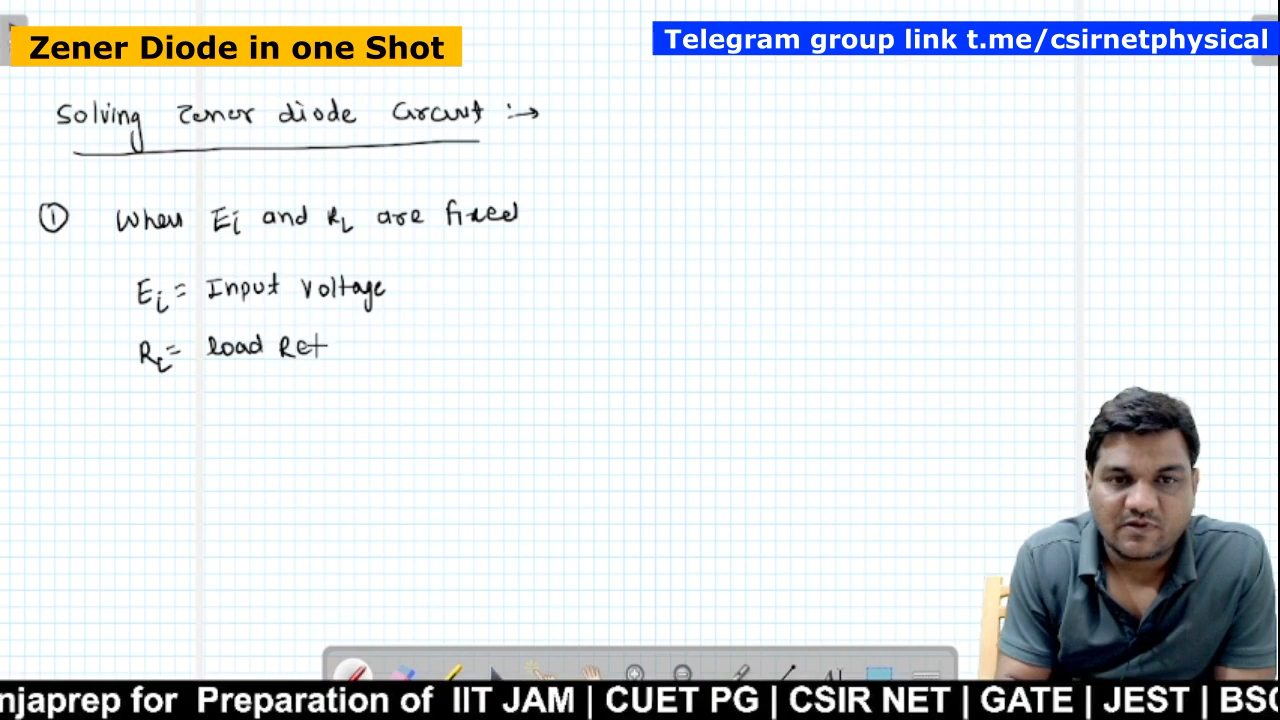 Zener Diode in one Shot
Telegram group link t.me/csirnetphysical
Solving Zener diode Circuit :→
① When Ei and RL are fixed
Ei = Input Voltage
RL = load Ret
njaprep for Preparation of IIT JAM | CUET PG | CSIR NET | GATE | JEST | BSC